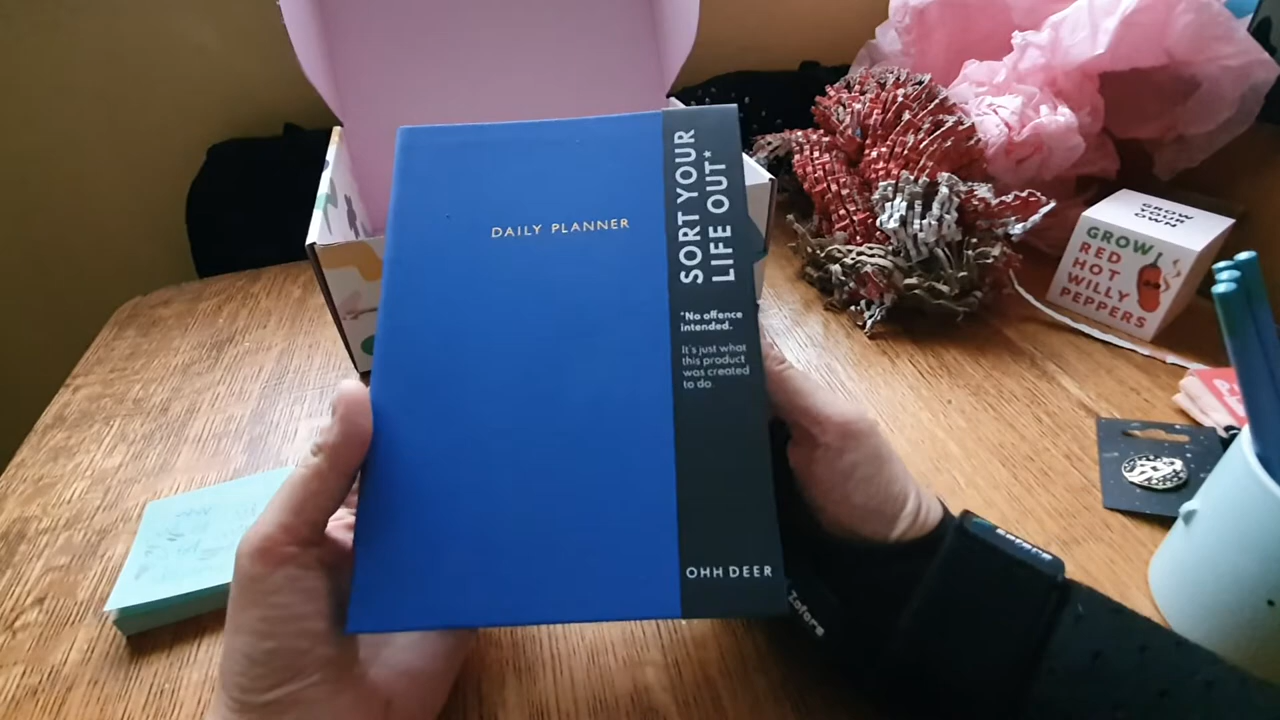 DAILY PLANNER
SORT YOUR
LIFE OUT*
*No offence
intended.
It's just what
this product
was created
to do.
OHH DEER
GROW
YOUR
OWN
GROW
RED
HOT
WILLY
PEPPERS
Zofore